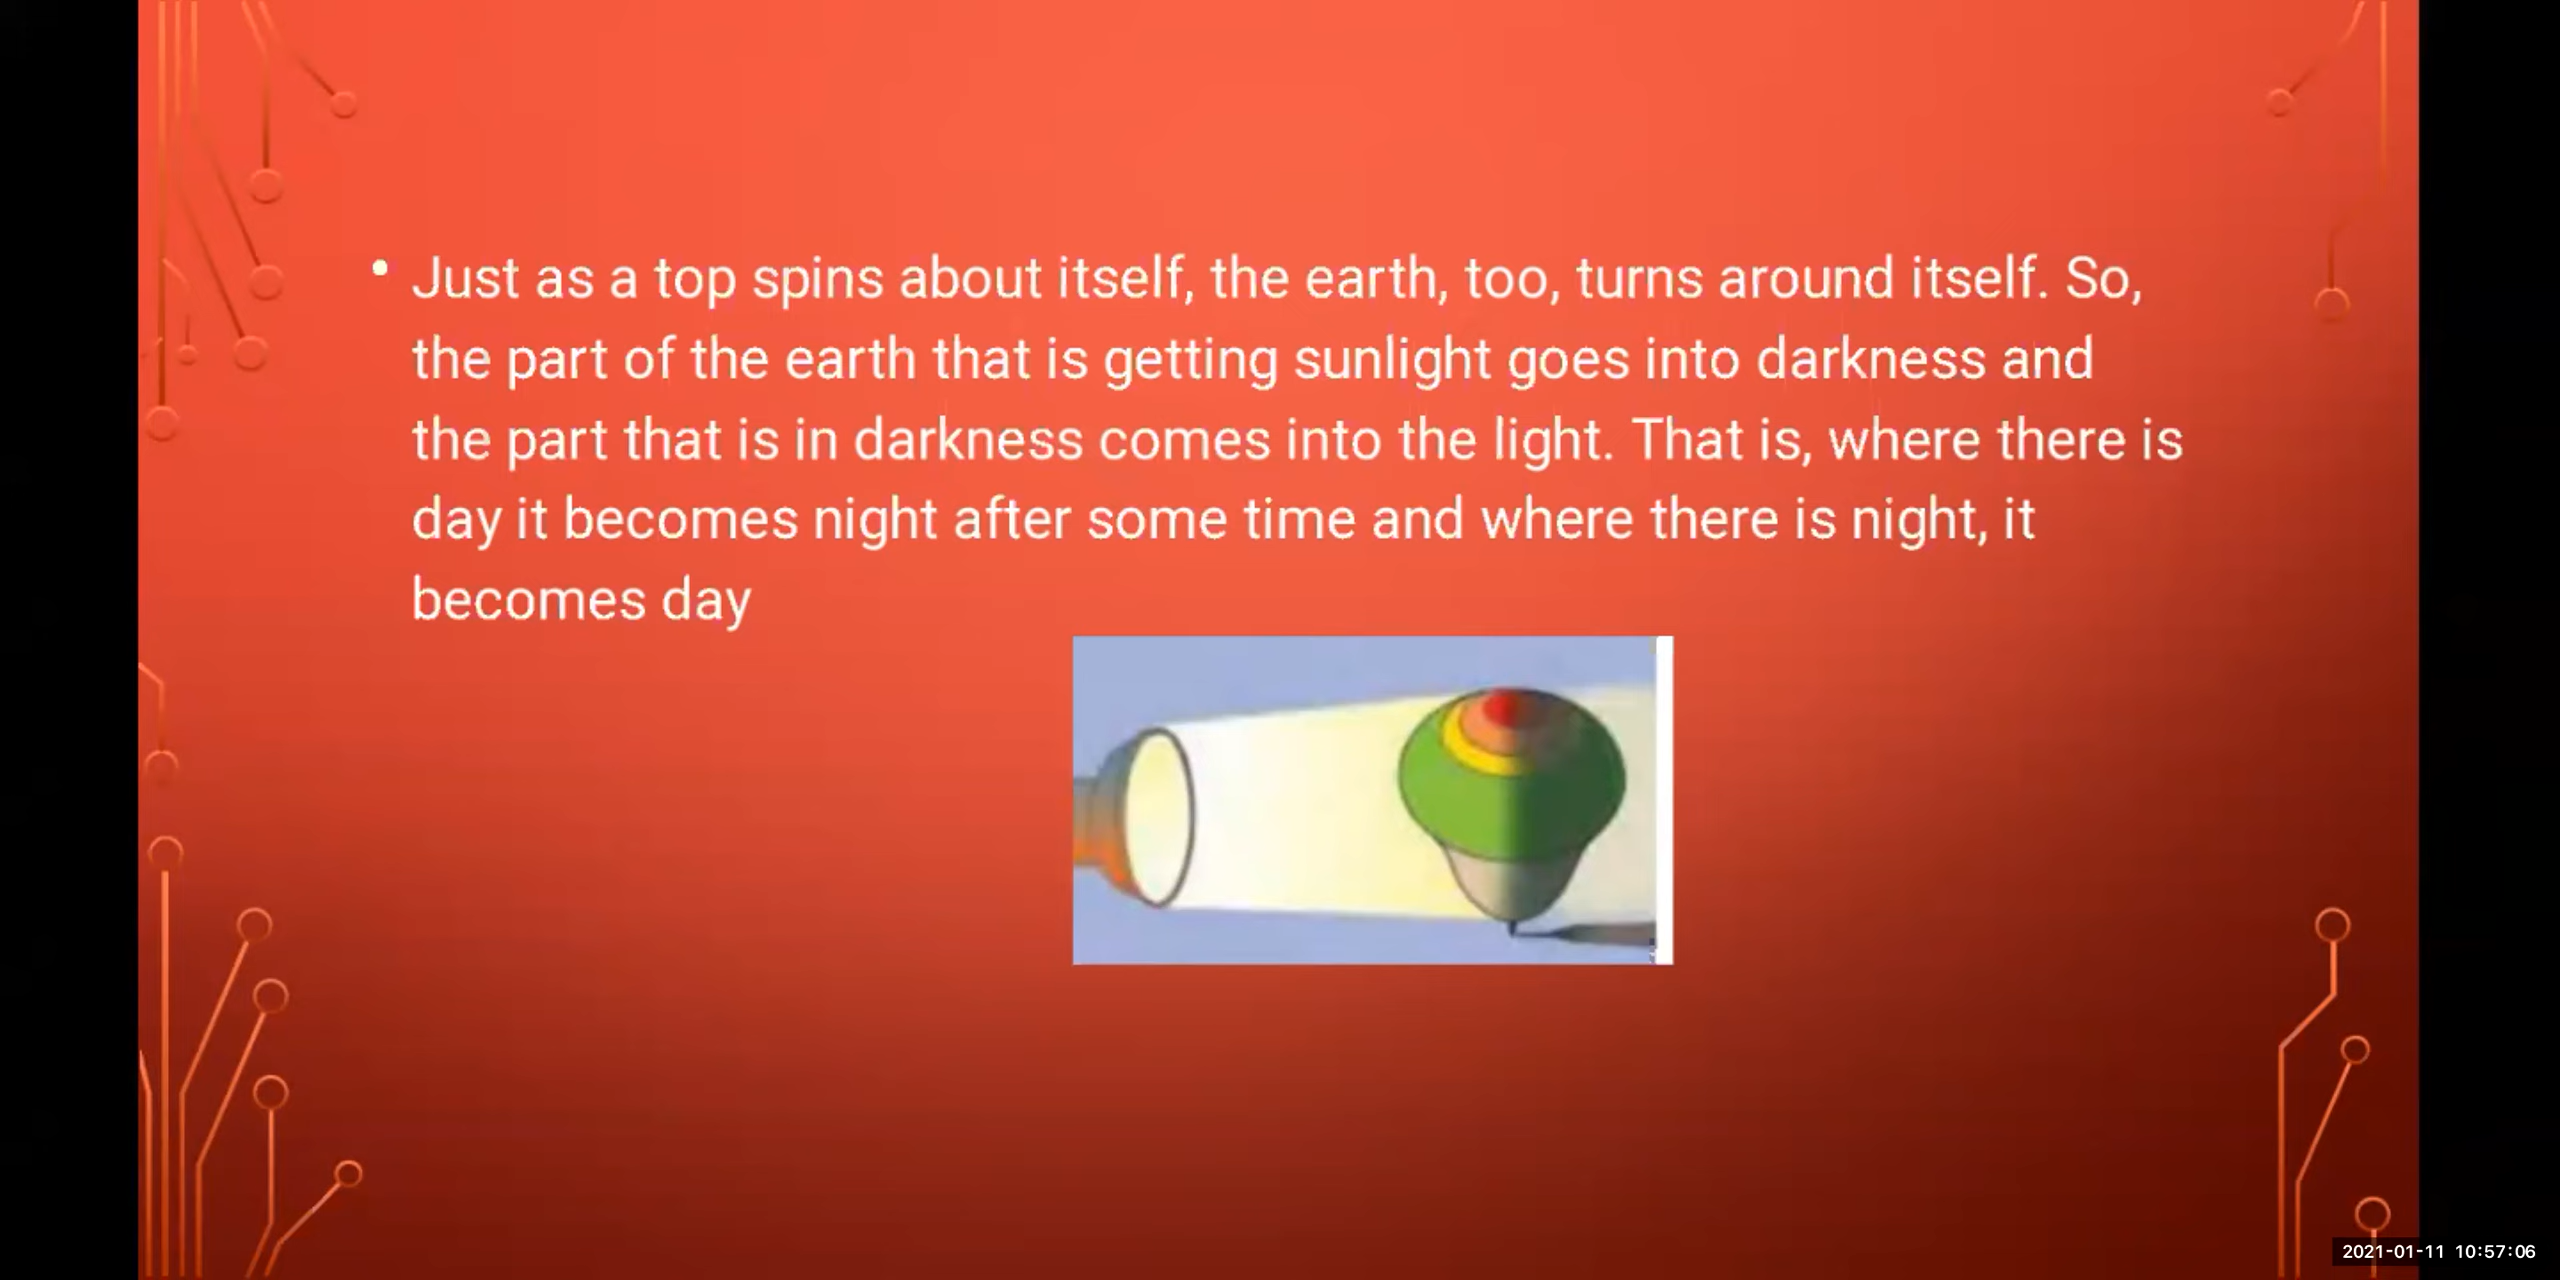 • Just as a top spins about itself, the earth, too, turns around itself. So,
the part of the earth that is getting sunlight goes into darkness and
the part that is in darkness comes into the light. That is, where there is
day it becomes night after some time and where there is night, it
becomes day
2021-01-11 10:57:06